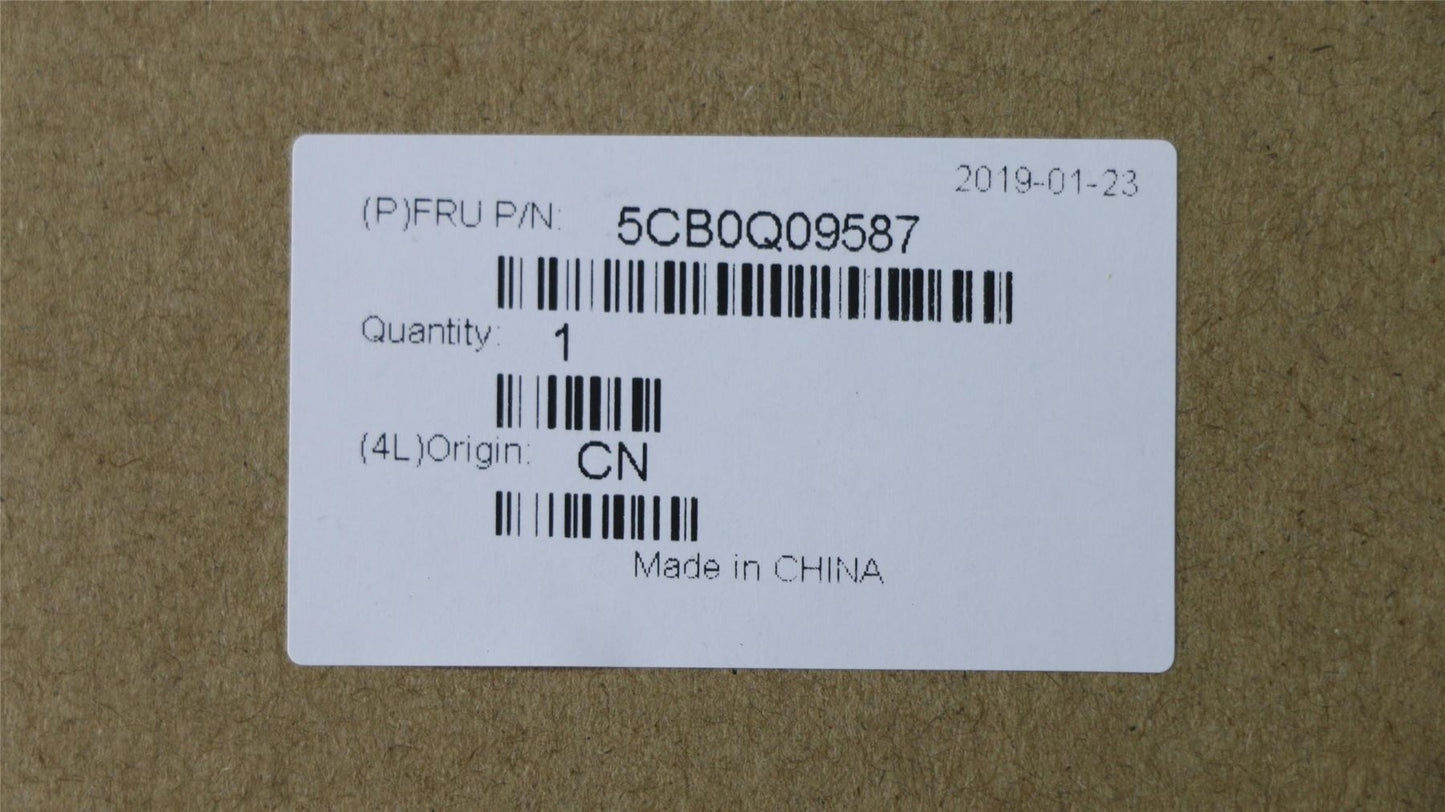 2019-01-23
(P)FRU P/N: 5CB0Q09587
Quantity: 1
(4L)Origin: CN
Made in CHINA